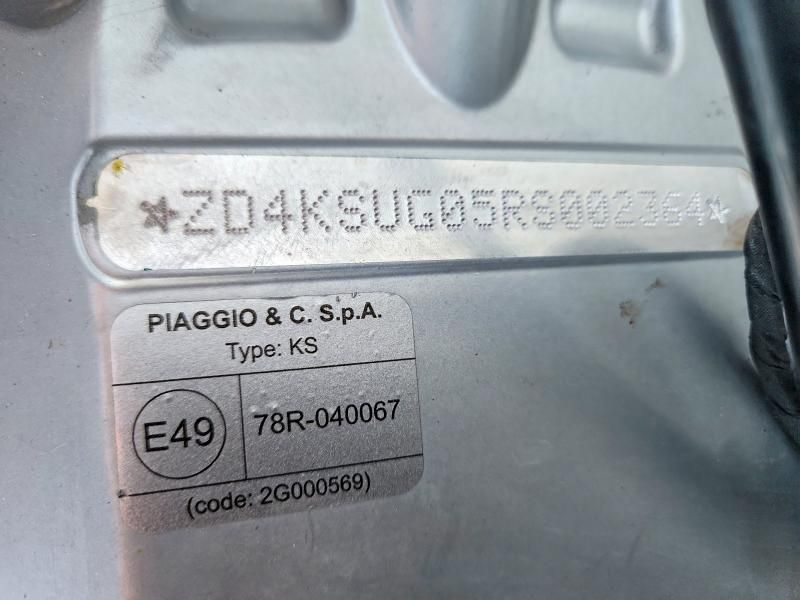 ★ZD4KSUG05RS002364★
PIAGGIO & C. S.p.A.
Type: KS
E49
78R-040067
(code: 2G000569)